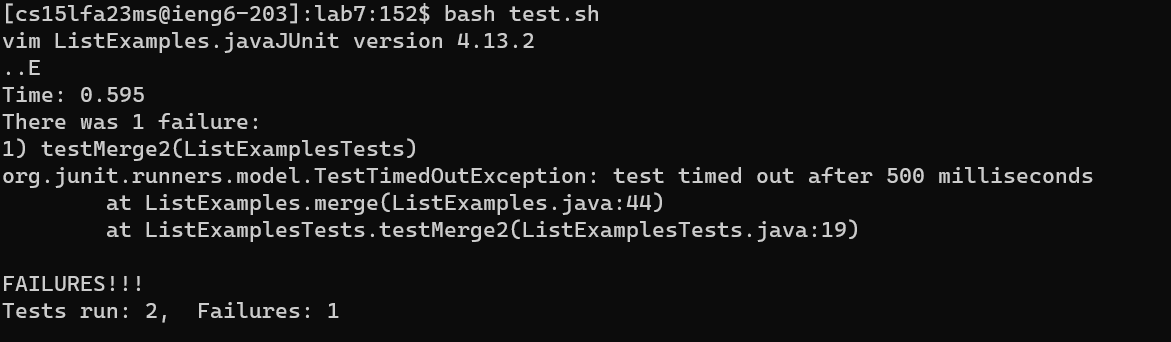 [cs15lfa23ms@ieng6-203]:lab7:152$ bash test.sh
vim ListExamples.javaJUnit version 4.13.2
..E
Time: 0.595
There was 1 failure:
1) testMerge2(ListExamplesTests)
org.junit.runners.model.TestTimedOutException: test timed out after 500 milliseconds
        at ListExamples.merge(ListExamples.java:44)
        at ListExamplesTests.testMerge2(ListExamplesTests.java:19)

FAILURES!!!
Tests run: 2,  Failures: 1